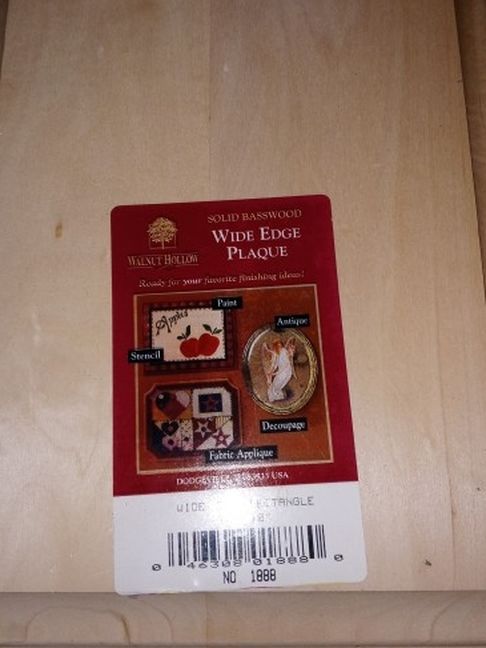 SOLID BASSWOOD
WIDE EDGE
PLAQUE
WALNUT HOLLOW
Ready for your favorite finishing ideas!
Paint
Apples
Antique
Stencil
Decoupage
Fabric Applique
USA
WIDE
0 46308 01888 0
NO 1888